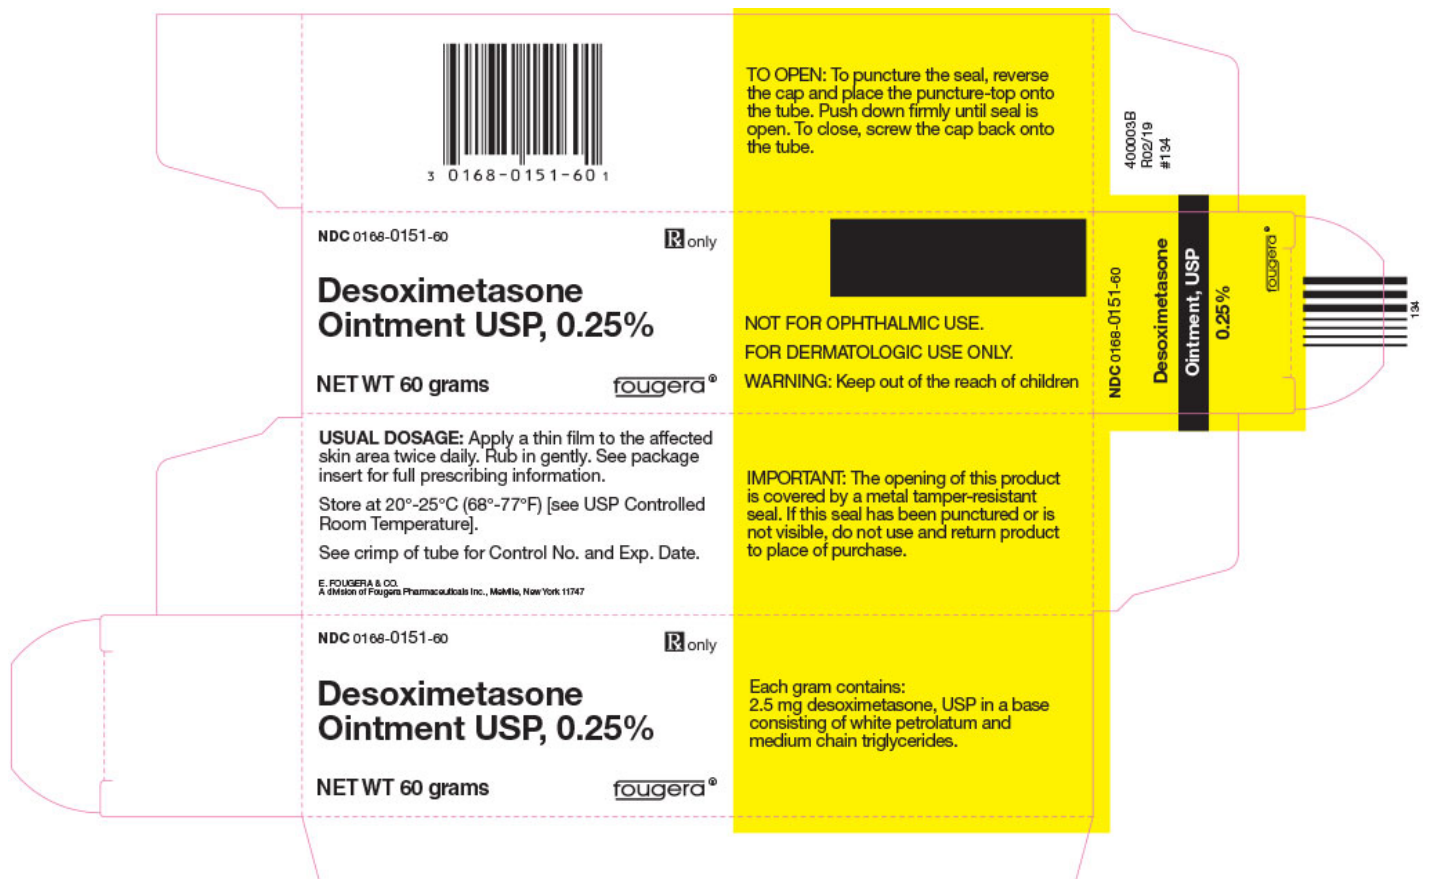 3 0168-0151-60 1
TO OPEN: To puncture the seal, reverse
the cap and place the puncture-top onto
the tube. Push down firmly until seal is
open. To close, screw the cap back onto
the tube.
400003B
R02/19
#134
NDC 0168-0151-60
Rx only
Desoximetasone
Ointment USP, 0.25%
NET WT 60 grams
fougera®
NOT FOR OPHTHALMIC USE.
FOR DERMATOLOGIC USE ONLY.
WARNING: Keep out of the reach of children
NDC 0168-0151-60
Desoximetasone
Ointment, USP
0.25%
fougera®
134
USUAL DOSAGE: Apply a thin film to the affected
skin area twice daily. Rub in gently. See package
insert for full prescribing information.
Store at 20°-25°C (68°-77°F) [see USP Controlled
Room Temperature].
See crimp of tube for Control No. and Exp. Date.
E. FOUGERA & CO.
A division of Fougera Pharmaceuticals Inc., Melville, New York 11747
IMPORTANT: The opening of this product
is covered by a metal tamper-resistant
seal. If this seal has been punctured or is
not visible, do not use and return product
to place of purchase.
NDC 0168-0151-60
Rx only
Desoximetasone
Ointment USP, 0.25%
NET WT 60 grams
fougera®
Each gram contains:
2.5 mg desoximetasone, USP in a base
consisting of white petrolatum and
medium chain triglycerides.